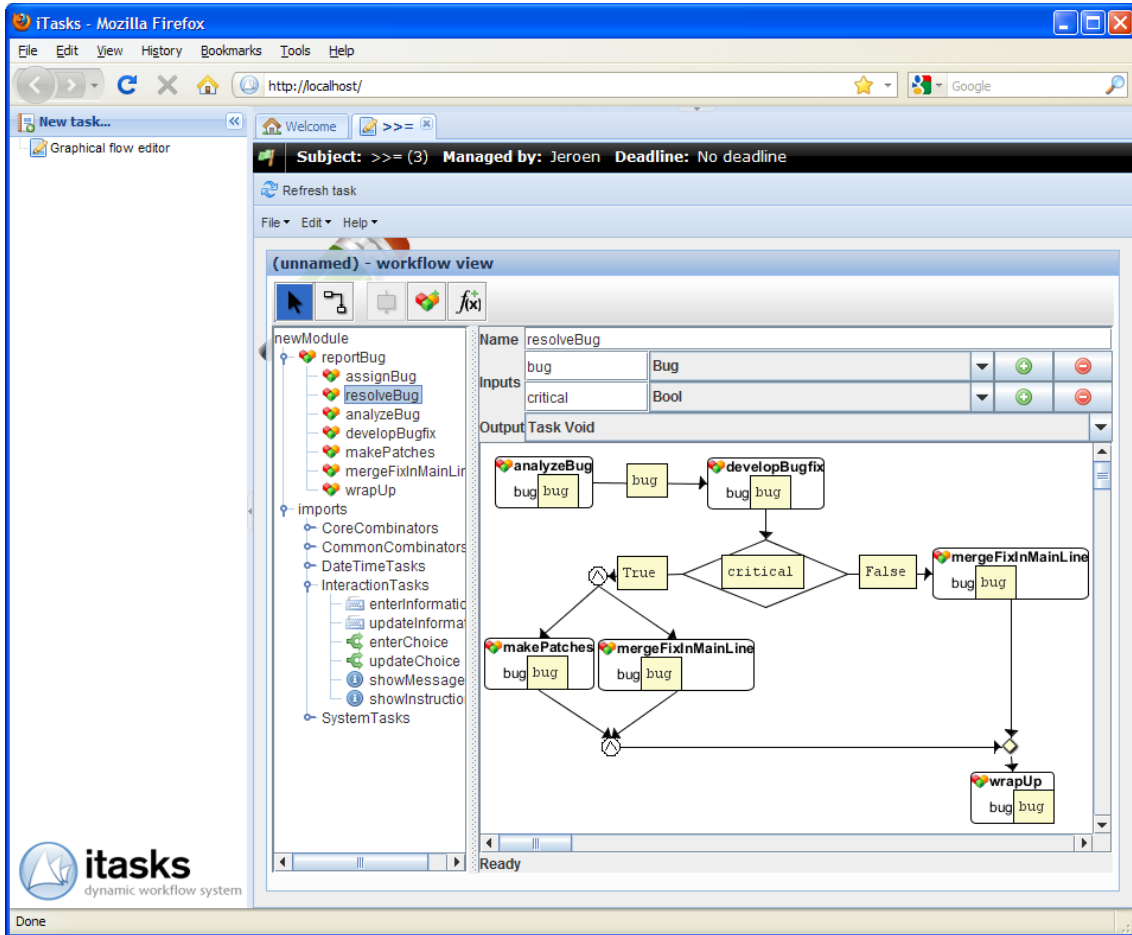 iTasks - Mozilla Firefox
File Edit View History Bookmarks Tools Help
http://localhost/
Google
New task...
Graphical flow editor
Welcome
>>=
Subject: >>= (3) Managed by: Jeroen Deadline: No deadline
Refresh task
File Edit Help
(unnamed) - workflow view
f(x)
newModule
reportBug
assignBug
resolveBug
analyzeBug
developBugfix
makePatches
mergeFixInMainLir
wrapUp
imports
CoreCombinators
CommonCombinators
DateTimeTasks
InteractionTasks
enterInformatic
updateInformat
enterChoice
updateChoice
showMessage
showInstructio
SystemTasks
Name resolveBug
Inputs
bug Bug
critical Bool
Output Task Void
analyzeBug
bug bug
bug
developBugfix
bug bug
True
critical
False
mergeFixInMainLine
bug bug
makePatches
bug bug
mergeFixInMainLine
bug bug
wrapUp
bug bug
Ready
itasks
dynamic workflow system
Done